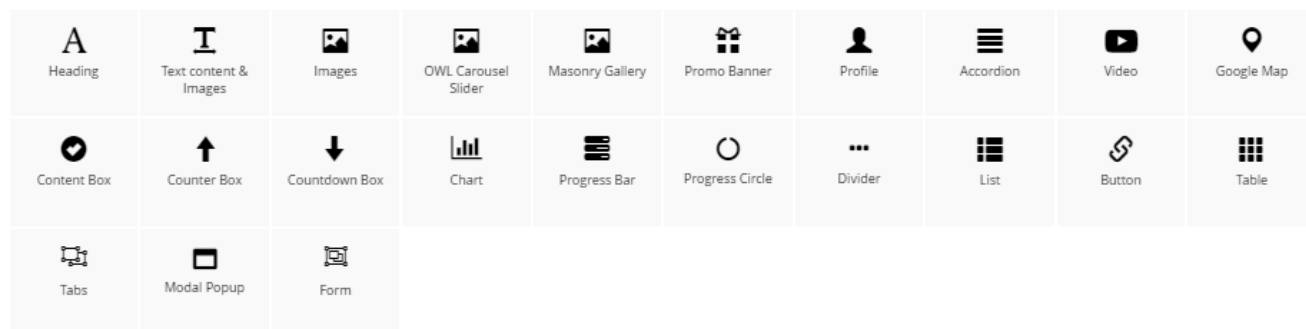 Heading
Text content &
Images
Images
OWL Carousel
Slider
Masonry Gallery
Promo Banner
Profile
Accordion
Video
Google Map
Content Box
Counter Box
Countdown Box
Chart
Progress Bar
Progress Circle
Divider
List
Button
Table
Tabs
Modal Popup
Form